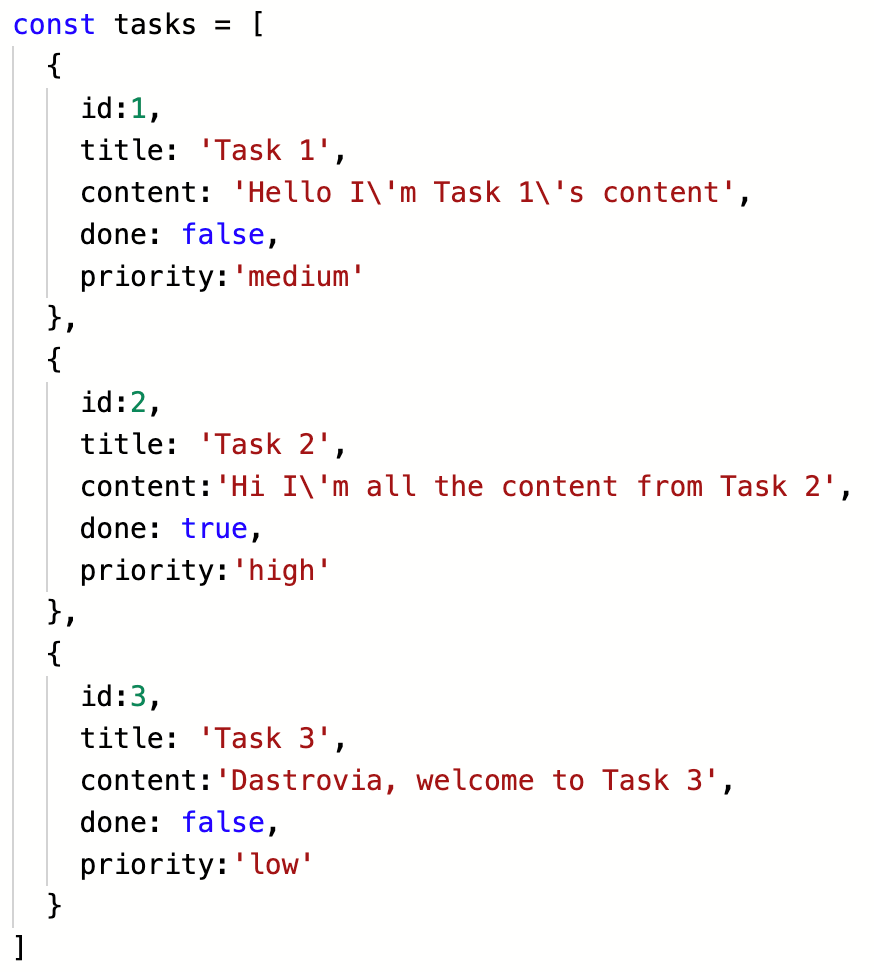 const tasks = [
{
id:1,
title: 'Task 1',
content: 'Hello I\'m Task 1\'s content',
done: false,
priority:'medium'
},
{
id:2,
title: 'Task 2',
content:'Hi I\'m all the content from Task 2',
done: true,
priority:'high'
},
{
id:3,
title: 'Task 3',
content:'Dastrovia, welcome to Task 3',
done: false,
priority:'low'
}
]